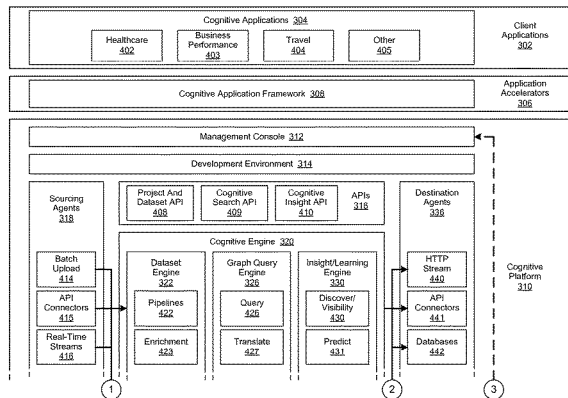 Cognitive Applications 304
Client
Applications
302
Healthcare
402
Business
Performance
403
Travel
404
Other
405
Cognitive Application Framework 308
Application
Accelerators
306
Management Console 312
Development Environment 314
Sourcing
Agents
318
Project And
Dataset API
408
Cognitive
Search API
409
Cognitive
Insight API
410
APIs
316
Destination
Agents
336
Cognitive Engine 320
Batch
Upload
414
API
Connectors
415
Real-Time
Streams
416
Dataset
Engine
322
Pipelines
422
Enrichment
423
Graph Query
Engine
326
Query
426
Translate
427
Insight/Learning
Engine
330
Discover/
Visibility
430
Predict
431
HTTP
Stream
440
API
Connectors
441
Databases
442
Cognitive
Platform
310
1
2
3